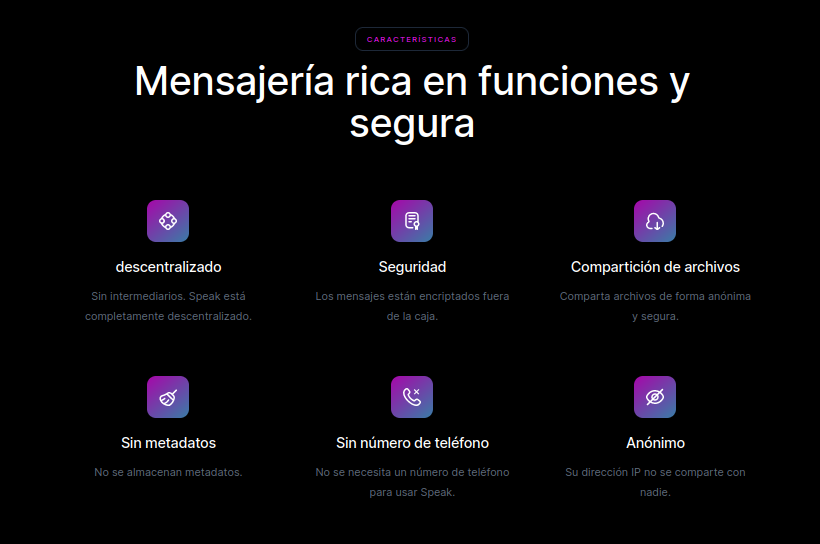 CARACTERÍSTICAS
Mensajería rica en funciones y
segura
descentralizado
Sin intermediarios. Speak está
completamente descentralizado.
Seguridad
Los mensajes están encriptados fuera
de la caja.
Compartición de archivos
Comparta archivos de forma anónima
y segura.
Sin metadatos
No se almacenan metadatos.
Sin número de teléfono
No se necesita un número de teléfono
para usar Speak.
Anónimo
Su dirección IP no se comparte con
nadie.